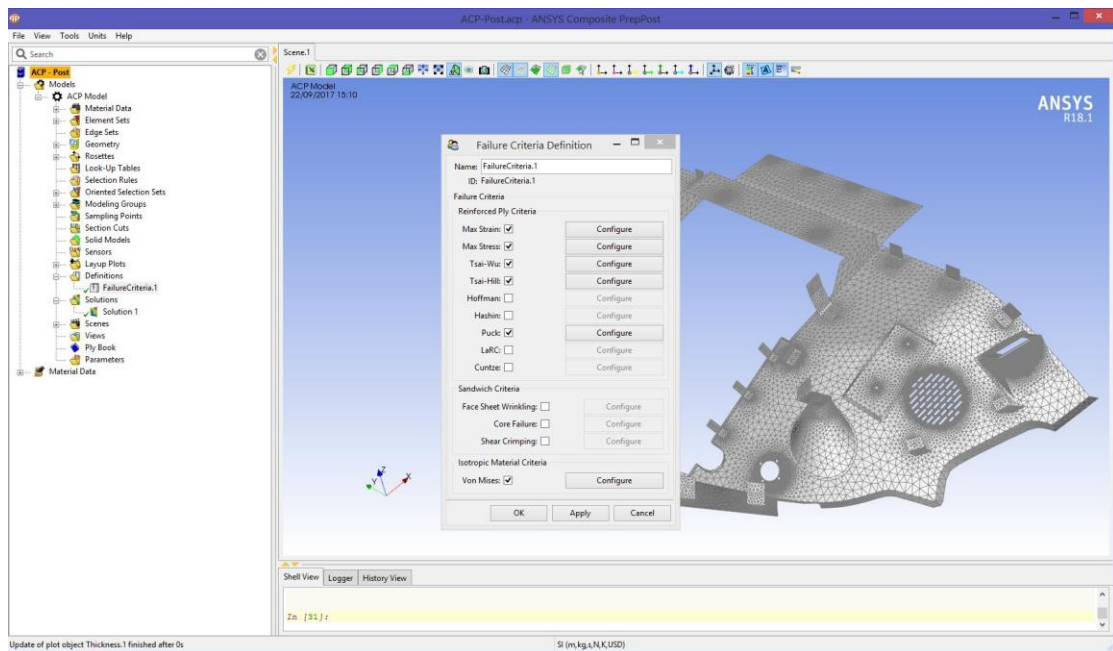 ACP-Post.acp - ANSYS Composite PrepPost
File View Tools Units Help
Search
ACP - Post
Models
ACP Model
Material Data
Element Sets
Edge Sets
Geometry
Rosettes
Look-Up Tables
Selection Rules
Oriented Selection Sets
Modeling Groups
Sampling Points
Section Cuts
Solid Models
Sensors
Layup Plots
Definitions
FailureCriteria.1
Solutions
Solution 1
Scenes
Views
Ply Book
Parameters
Material Data
Scene.1
ACP Model
22/09/2017 15:10
ANSYS
R18.1
Failure Criteria Definition
Name: FailureCriteria.1
ID: FailureCriteria.1
Failure Criteria
Reinforced Ply Criteria
Max Strain: Configure
Max Stress: Configure
Tsai-Wu: Configure
Tsai-Hill: Configure
Hoffman: Configure
Hashin: Configure
Puck: Configure
LaRC: Configure
Cuntze: Configure
Sandwich Criteria
Face Sheet Wrinkling: Configure
Core Failure: Configure
Shear Crimping: Configure
Isotropic Material Criteria
Von Mises: Configure
OK Apply Cancel
Z
Y X
Shell View Logger History View
In [31]:
Update of plot object Thickness.1 finished after 0s SI (m,kg,s,N,K,USD)